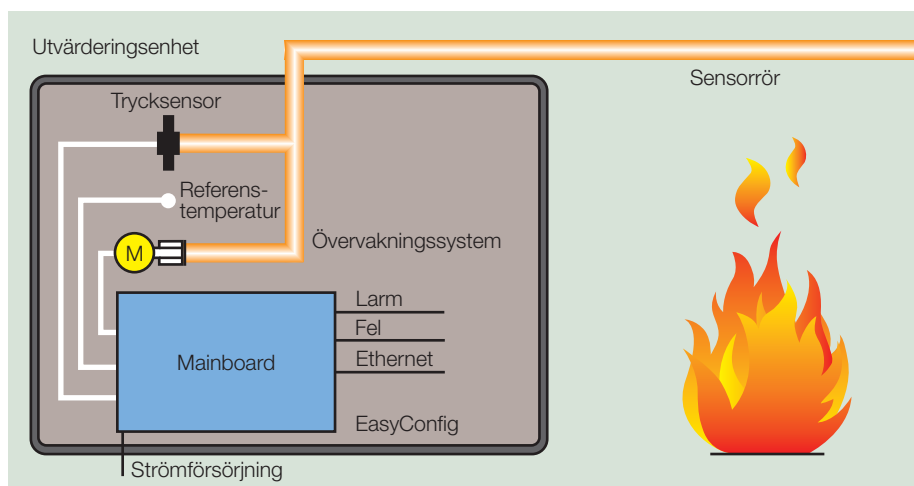 Utvärderingsenhet
Sensorrör
Trycksensor
Referens-
temperatur
M
Övervakningssystem
Larm
Fel
Ethernet
Mainboard
EasyConfig
Strömförsörjning